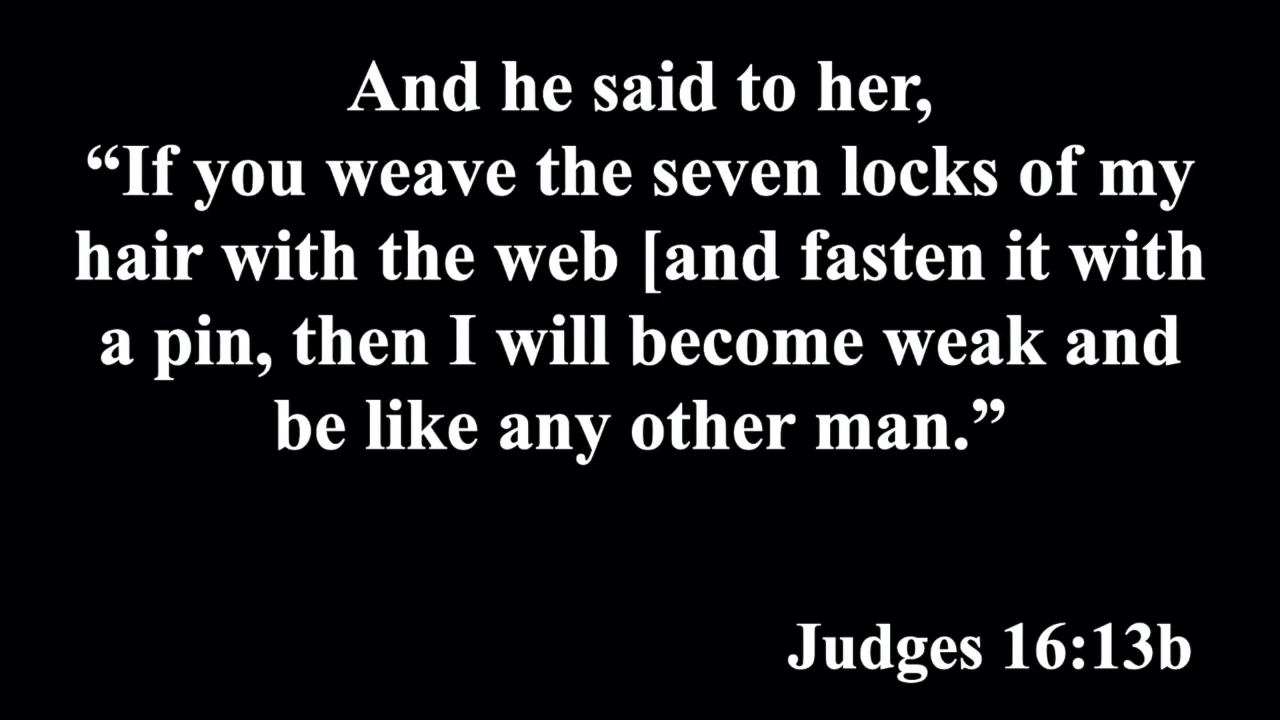 And he said to her,
“If you weave the seven locks of my
hair with the web [and fasten it with
a pin, then I will become weak and
be like any other man.”
Judges 16:13b